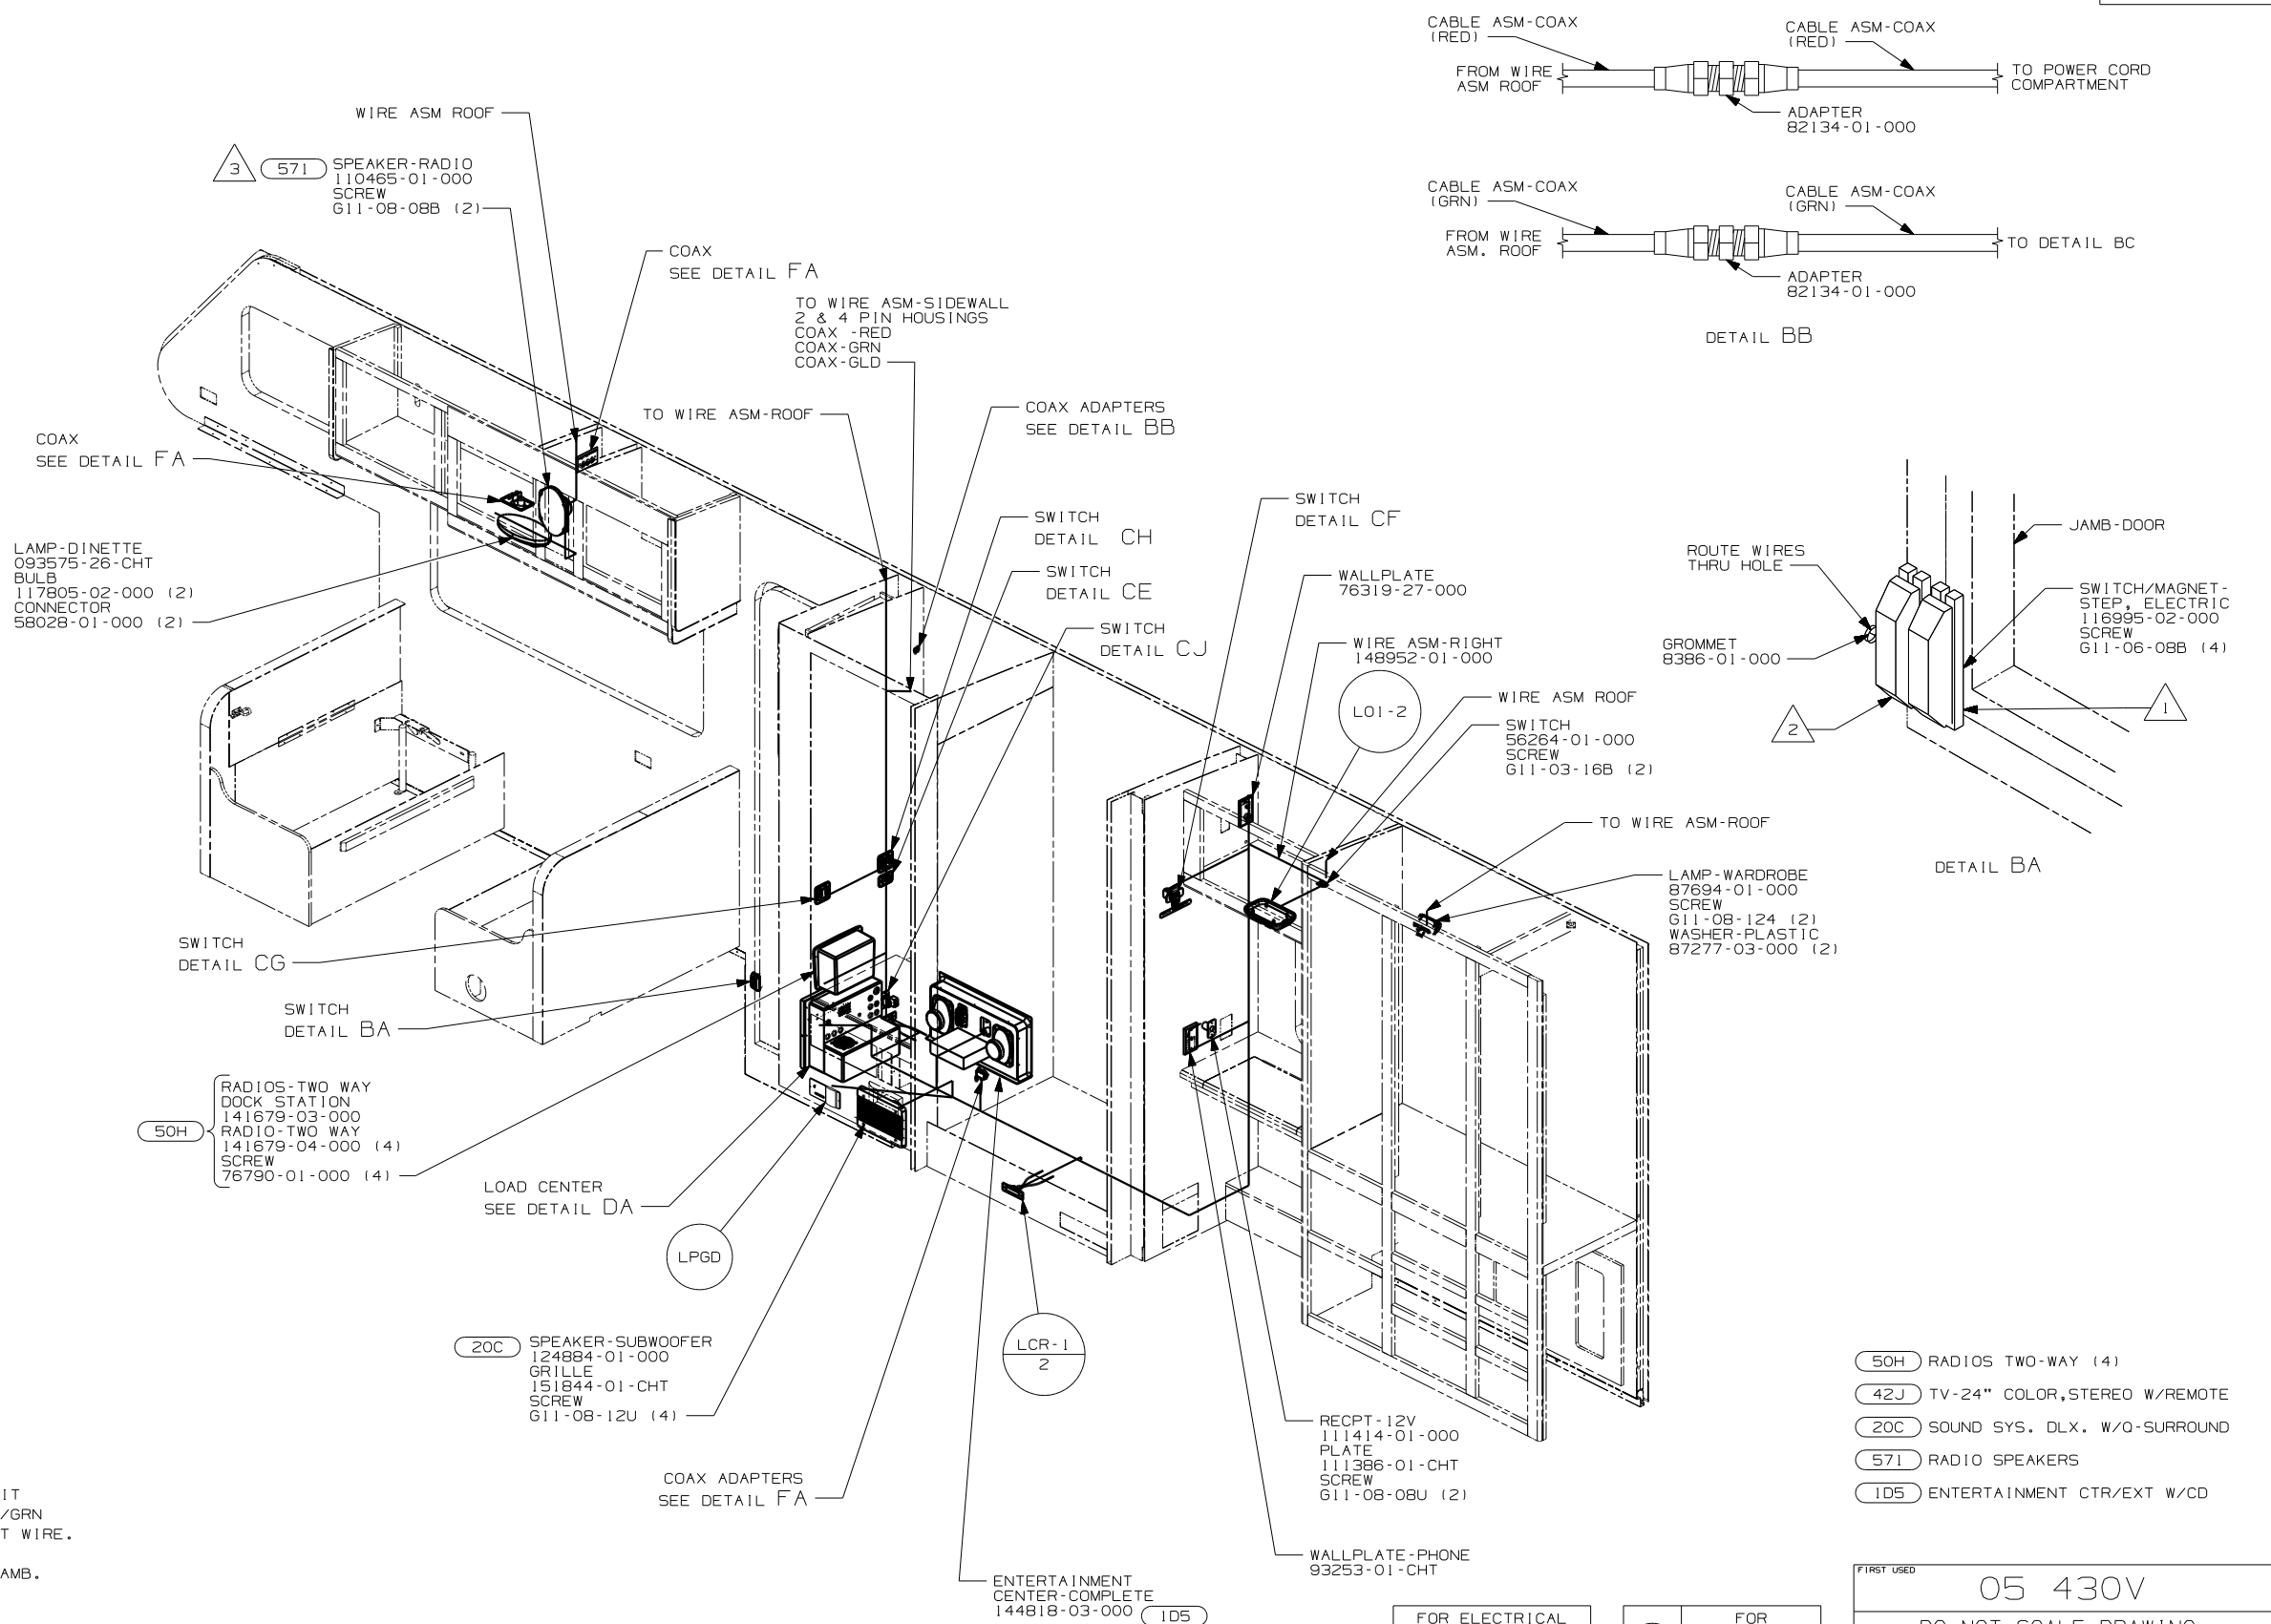 CABLE ASM-COAX
(RED)
CABLE ASM-COAX
(RED)
FROM WIRE
ASM ROOF
TO POWER CORD
COMPARTMENT
ADAPTER
82134-01-000
CABLE ASM-COAX
(GRN)
CABLE ASM-COAX
(GRN)
FROM WIRE
ASM. ROOF
TO DETAIL BC
ADAPTER
82134-01-000
DETAIL BB
WIRE ASM ROOF
3
571
SPEAKER-RADIO
110465-01-000
SCREW
G11-08-08B (2)
COAX
SEE DETAIL FA
TO WIRE ASM-SIDEWALL
2 & 4 PIN HOUSINGS
COAX -RED
COAX-GRN
COAX-GLD
TO WIRE ASM-ROOF
COAX ADAPTERS
SEE DETAIL BB
COAX
SEE DETAIL FA
LAMP-DINETTE
093575-26-CHT
BULB
117805-02-000 (2)
CONNECTOR
58028-01-000 (2)
SWITCH
DETAIL CH
SWITCH
DETAIL CE
SWITCH
DETAIL CJ
SWITCH
DETAIL CF
WALLPLATE
76319-27-000
WIRE ASM-RIGHT
148952-01-000
L01-2
WIRE ASM ROOF
SWITCH
56264-01-000
SCREW
G11-03-16B (2)
TO WIRE ASM-ROOF
LAMP-WARDROBE
87694-01-000
SCREW
G11-08-124 (2)
WASHER-PLASTIC
87277-03-000 (2)
JAMB-DOOR
ROUTE WIRES
THRU HOLE
SWITCH/MAGNET-
STEP, ELECTRIC
116995-02-000
SCREW
G11-06-08B (4)
GROMMET
8386-01-000
1
2
DETAIL BA
SWITCH
DETAIL CG
SWITCH
DETAIL BA
50H
RADIOS-TWO WAY
DOCK STATION
141679-03-000
RADIO-TWO WAY
141679-04-000 (4)
SCREW
76790-01-000 (4)
LOAD CENTER
SEE DETAIL DA
LPGD
20C
SPEAKER-SUBWOOFER
124884-01-000
GRILLE
151844-01-CHT
SCREW
G11-08-12U (4)
LCR-1
2
COAX ADAPTERS
SEE DETAIL FA
RECPT-12V
111414-01-000
PLATE
111386-01-CHT
SCREW
G11-08-08U (2)
WALLPLATE-PHONE
93253-01-CHT
ENTERTAINMENT
CENTER-COMPLETE
144818-03-000
1D5
50H RADIOS TWO-WAY (4)
42J TV-24" COLOR,STEREO W/REMOTE
20C SOUND SYS. DLX. W/Q-SURROUND
571 RADIO SPEAKERS
1D5 ENTERTAINMENT CTR/EXT W/CD
IT
/GRN
T WIRE.
AMB.
FIRST USED
05 430V
DO NOT SCALE DRAWING
FOR ELECTRICAL
FOR